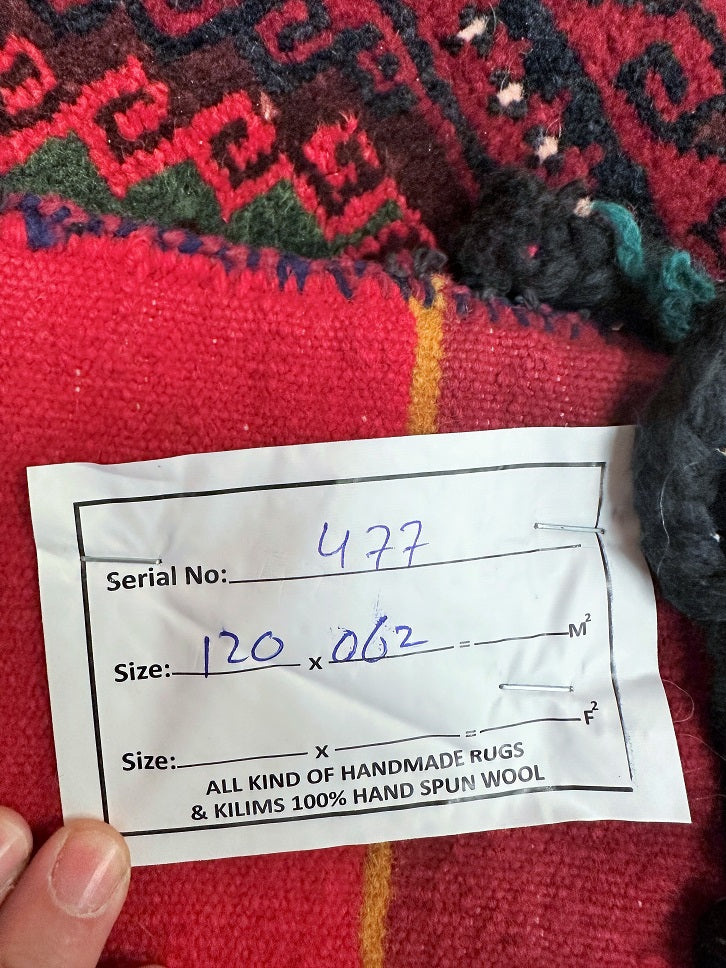 Serial No: 477
Size: 120 x 062 = M²
Size: x = F²
ALL KIND OF HANDMADE RUGS
& KILIMS 100% HAND SPUN WOOL